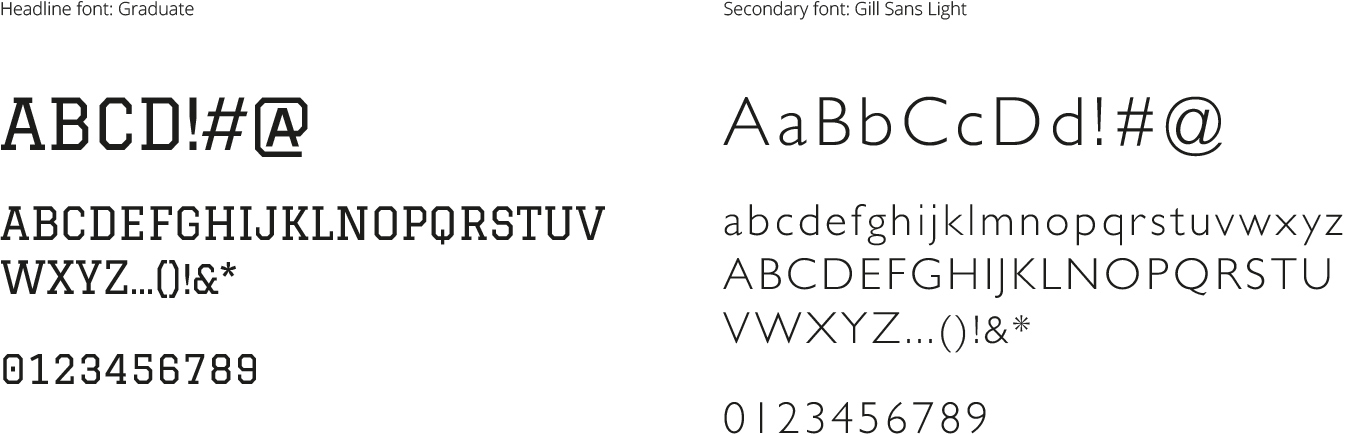 Headline font: Graduate
ABCD!#@
ABCDEFGHIJKLNOPQRSTUV
WXYZ...()!&*
0123456789
Secondary font: Gill Sans Light
AaBbCcDd!#@
abcdefghijklmnopqrstuvwxyz
ABCDEFGHIJKLNOPQRSTU
VWXYZ...()!&*
0123456789